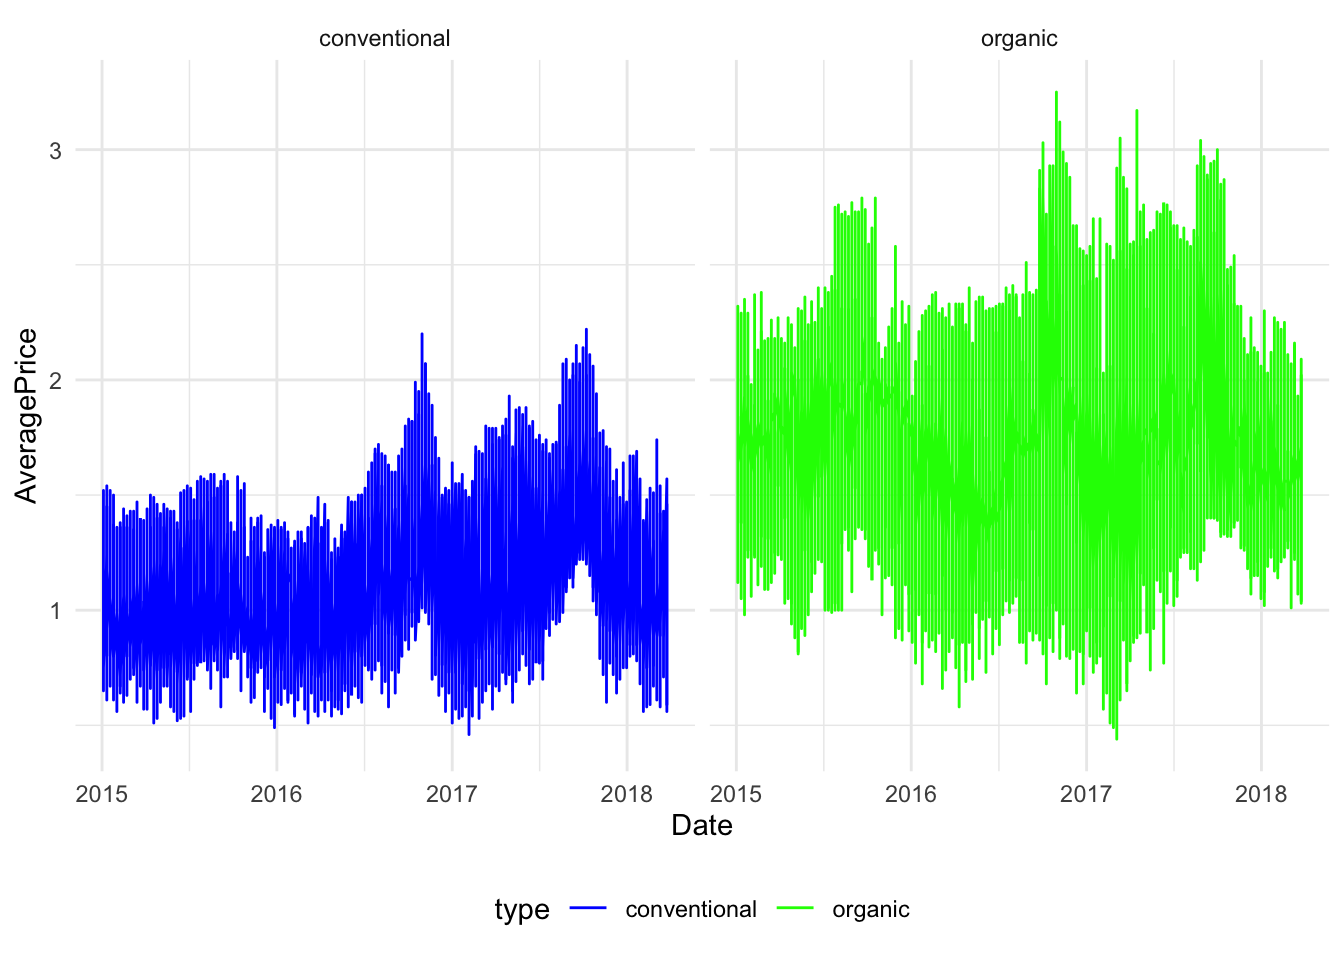 conventional organic
3
2
1
AveragePrice
2015 2016 2017 2018 2015 2016 2017 2018
Date
type conventional organic